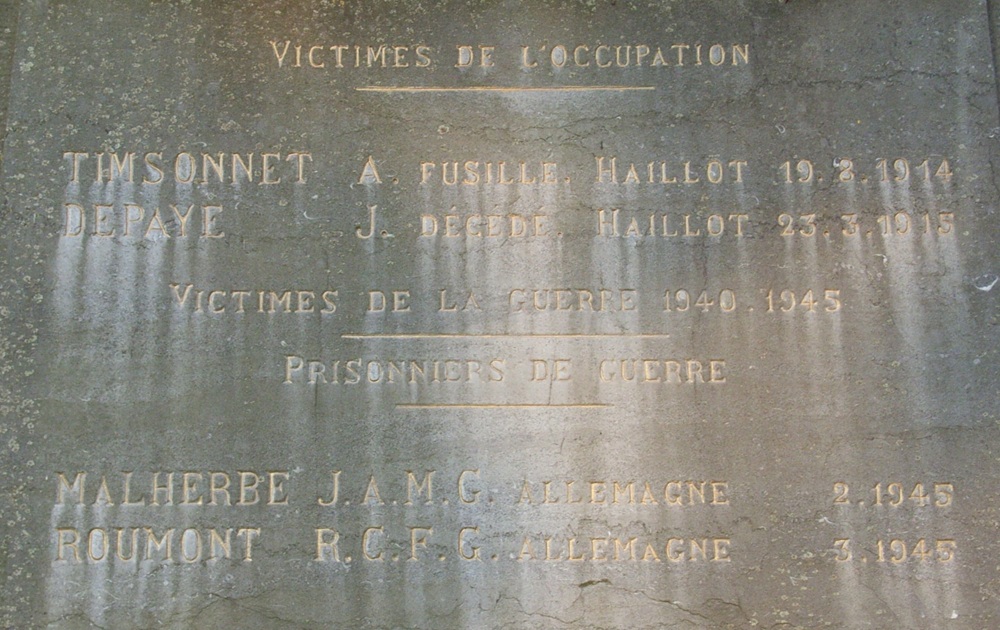 VICTIMES DE L'OCCUPATION
TIMSONNET A. FUSILLE. HAILLOT 19.8.1914
DEPAYE J. DÉCÉDÉ. HAILLOT 23.3.1915
VICTIMES DE LA GUERRE 1940.1945
PRISONNIERS DE GUERRE
MALHERBE J.A.M.G. ALLEMAGNE 2.1945
ROUMONT R.C.F.G. ALLEMAGNE 3.1945